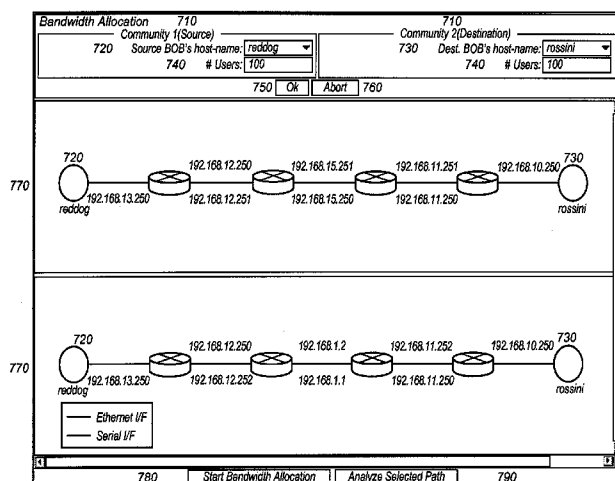 Bandwidth Allocation 710 710
Community 1(Source) Community 2(Destination)
720 Source BOB's host-name: reddog 730 Dest. BOB's host-name: rossini
740 # Users: 100 740 # Users: 100
750 Ok Abort 760
720 192.168.12.250 192.168.15.251 192.168.11.251 192.168.10.250 730
770
192.168.13.250 192.168.12.251 192.168.15.250 192.168.11.250
reddog rossini
720 192.168.12.250 192.168.1.2 192.168.11.252 192.168.10.250 730
770
192.168.13.250 192.168.12.252 192.168.1.1 192.168.11.250
reddog rossini
Ethernet I/F
Serial I/F
780 Start Bandwidth Allocation Analyze Selected Path 790